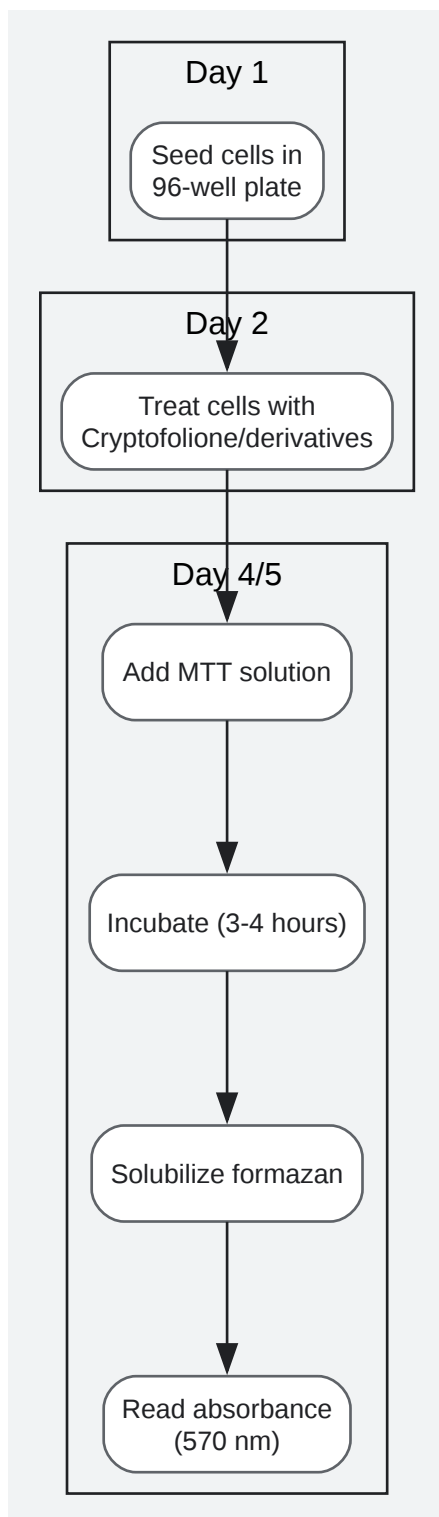 Day 1
Seed cells in
96-well plate
Day 2
Treat cells with
Cryptofolione/derivatives
Day 4/5
Add MTT solution
Incubate (3-4 hours)
Solubilize formazan
Read absorbance
(570 nm)